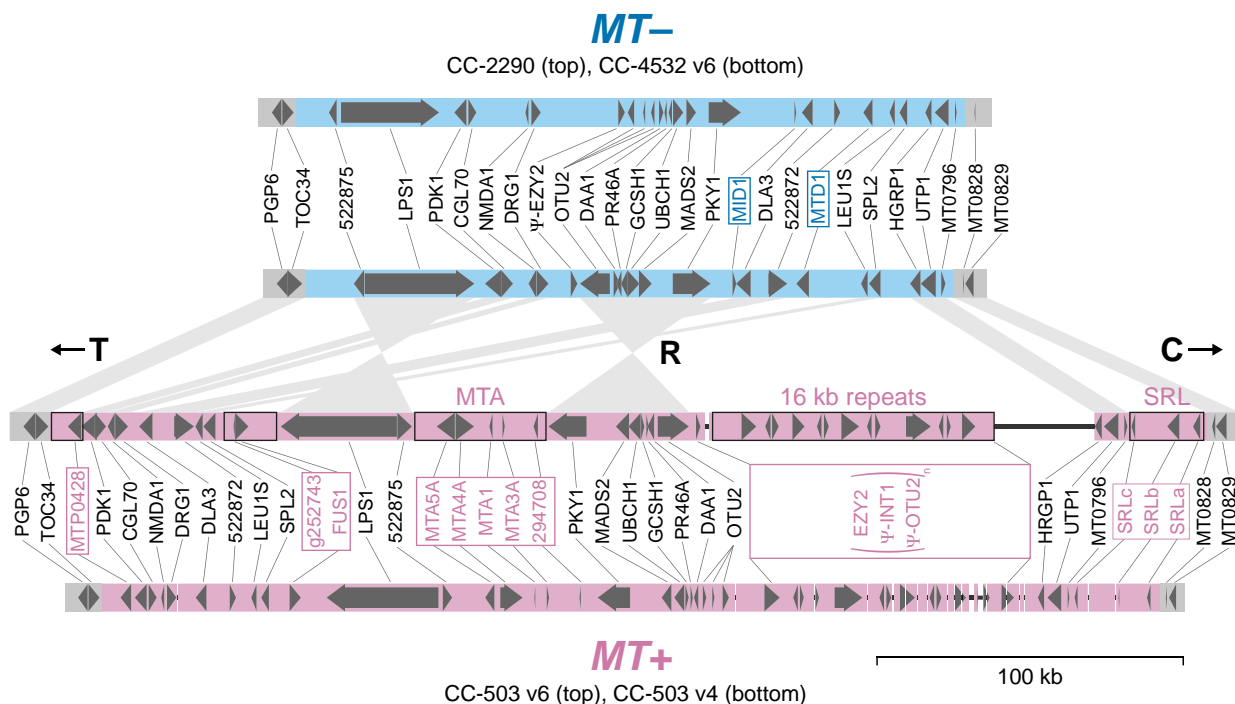 MT–
CC-2290 (top), CC-4532 v6 (bottom)
PGP6
TOC34
522875
LPS1
PDK1
CGL70
NMDA1
DRG1
Ψ-EZY2
OTU2
DAA1
PR46A
GCSH1
UBCH1
MADS2
PKY1
MID1
DLA3
522872
MTD1
LEU1S
SPL2
HGRP1
UTP1
MT0796
MT0828
MT0829
T
R
C
MTA
16 kb repeats
SRL
PGP6
TOC34
MTP0428
PDK1
CGL70
NMDA1
DRG1
DLA3
522872
LEU1S
SPL2
g252743
FUS1
LPS1
522875
MTA5A
MTA4A
MTA1
MTA3A
294708
PKY1
MADS2
UBCH1
GCSH1
PR46A
DAA1
OTU2
EZY2
Ψ-INT1
Ψ-OTU2
n
HRGP1
UTP1
MT0796
SRLc
SRLb
SRLa
MT0828
MT0829
MT+
CC-503 v6 (top), CC-503 v4 (bottom)
100 kb